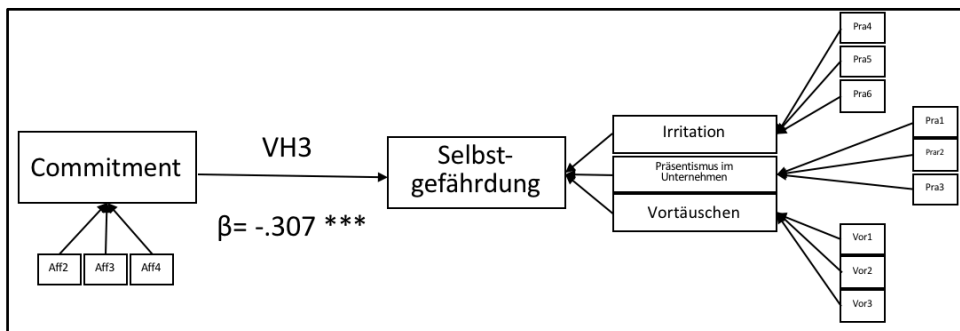 Commitment
Aff2
Aff3
Aff4
VH3
β= -.307 ***
Selbst-
gefährdung
Irritation
Präsentismus im
Unternehmen
Vortäuschen
Pra4
Pra5
Pra6
Pra1
Prar2
Pra3
Vor1
Vor2
Vor3